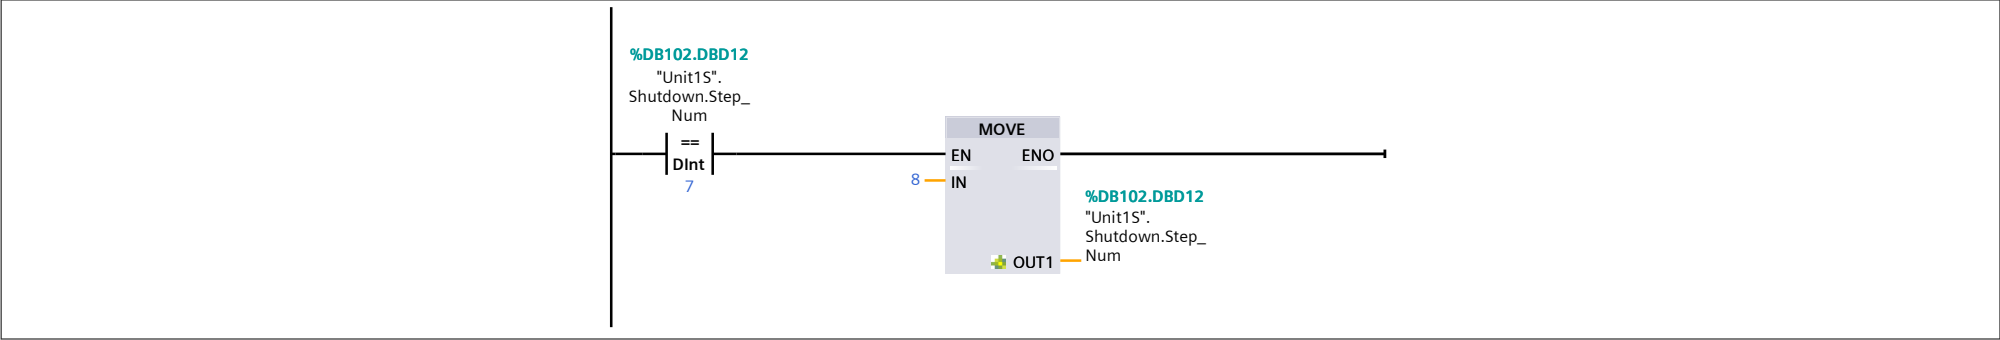 %DB102.DBD12
"Unit1S".
Shutdown.Step_
Num
==
DInt
7
MOVE
EN ENO
8 IN
%DB102.DBD12
"Unit1S".
Shutdown.Step_
Num
OUT1